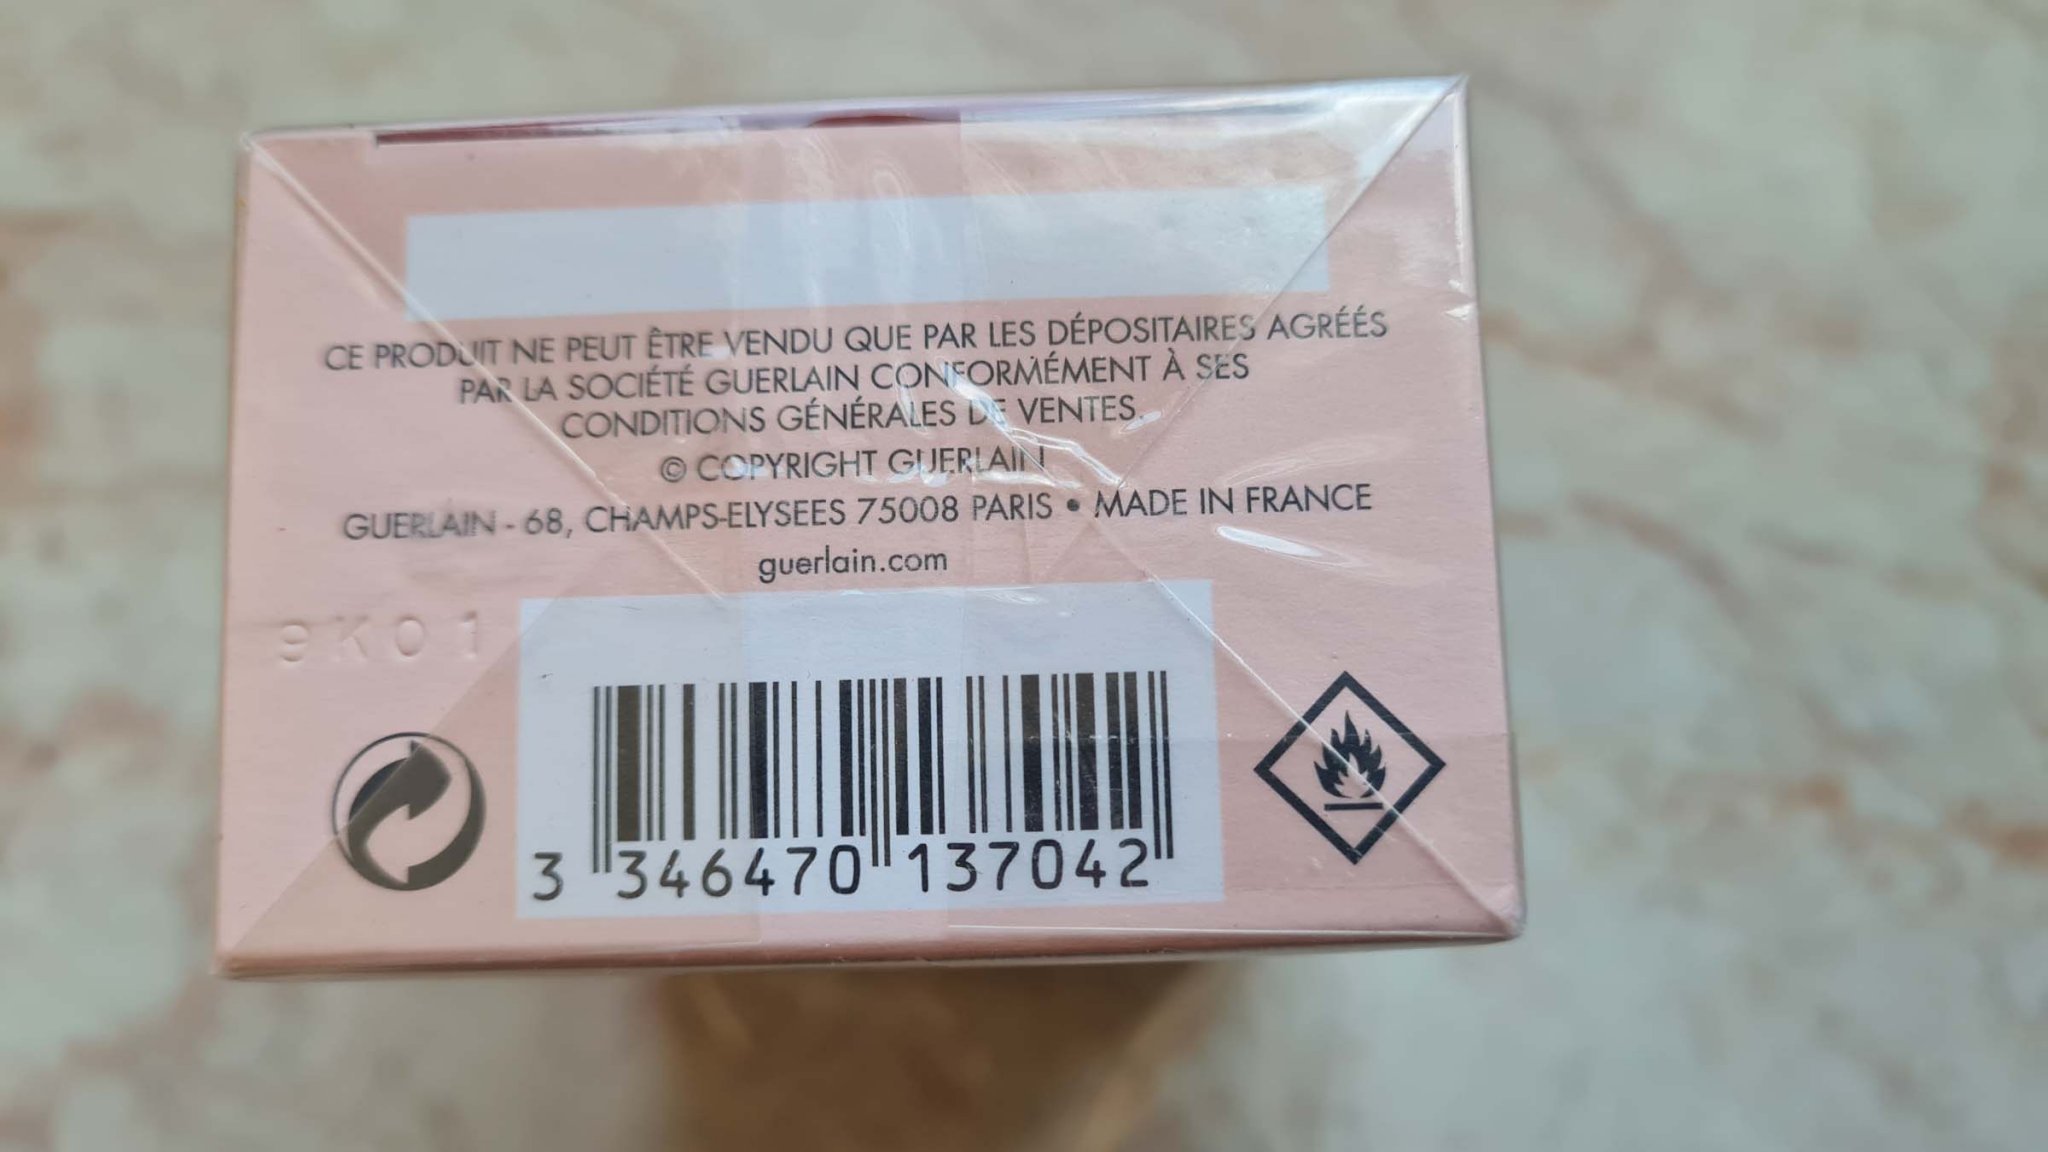 CE PRODUIT NE PEUT ÊTRE VENDU QUE PAR LES DÉPOSITAIRES AGRÉÉS
PAR LA SOCIÉTÉ GUERLAIN CONFORMÉMENT À SES
CONDITIONS GÉNÉRALES DE VENTES.
© COPYRIGHT GUERLAIN
GUERLAIN - 68, CHAMPS-ELYSEES 75008 PARIS • MADE IN FRANCE
guerlain.com
9K01
3 346470 137042